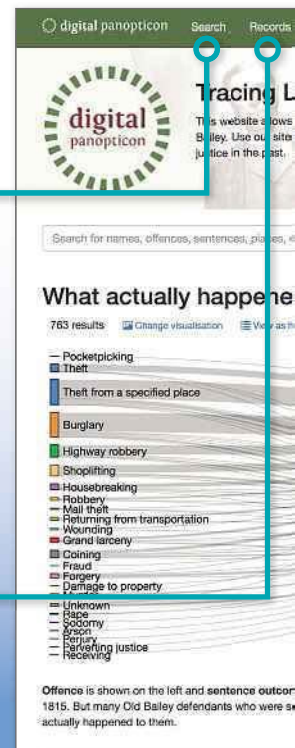 digital panopticon Search Records
digital
panopticon
Tracing L
This website allows
Bailey. Use our site
justice in the past.
Search for names, offences, sentences, places,
What actually happene
763 results Change visualisation View as
Pocketpicking
Theft
Theft from a specified place
Burglary
Highway robbery
Shoplifting
Housebreaking
Robbery
Mail theft
Returning from transportation
Wounding
Grand larceny
Coining
Fraud
Forgery
Damage to property
Unknown
Rape
Sodomy
Arson
Perjury
Perverting justice
Receiving
Offence is shown on the left and sentence outcor
1815. But many Old Bailey defendants who were se
actually happened to them.